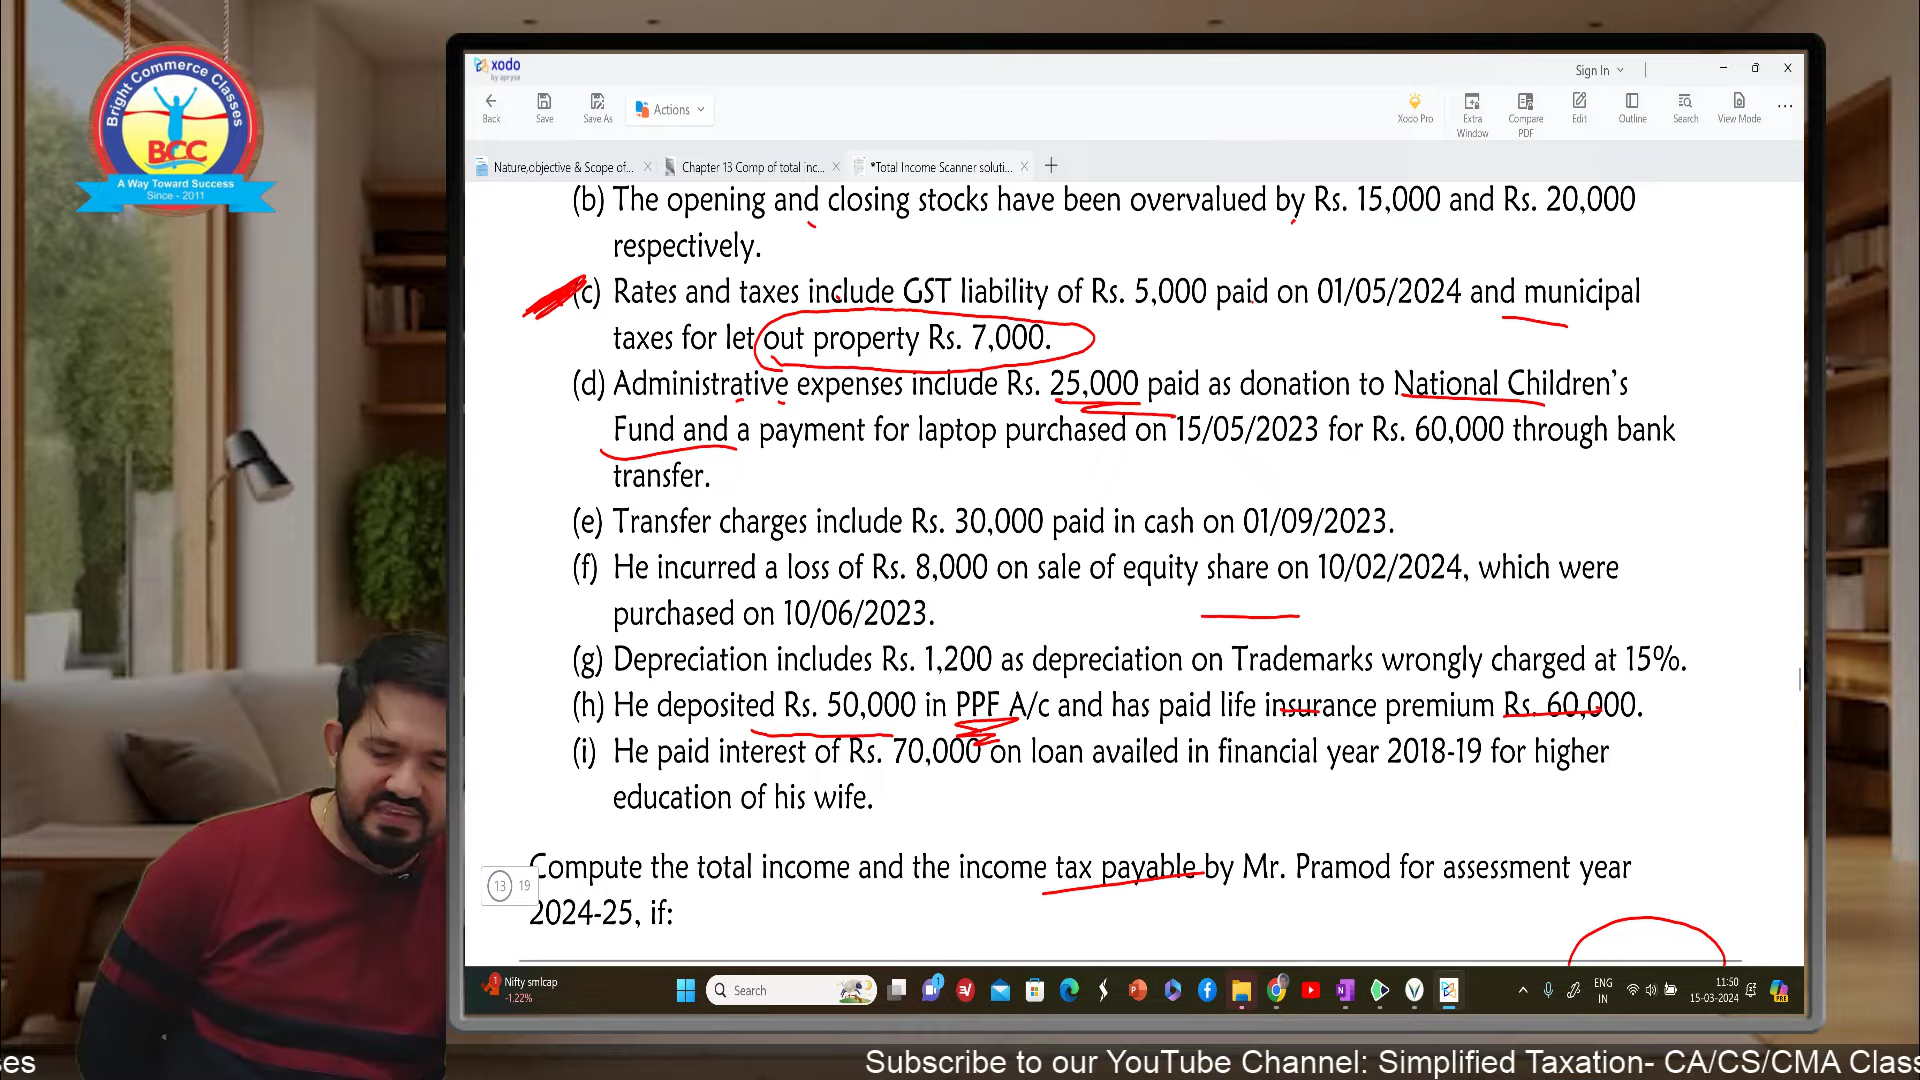 Bright Commerce Classes
BCC
A Way Toward Success
Since - 2011
xodo
by apryse
Sign In
Back
Save
Save As
Actions
Xodo Pro
Extra Window
Compare PDF
Edit
Outline
Search
View Mode
Nature,objective & Scope of...
Chapter 13 Comp of total inc...
*Total Income Scanner soluti...
(b) The opening and closing stocks have been overvalued by Rs. 15,000 and Rs. 20,000
respectively.
(c) Rates and taxes include GST liability of Rs. 5,000 paid on 01/05/2024 and municipal
taxes for let out property Rs. 7,000.
(d) Administrative expenses include Rs. 25,000 paid as donation to National Children's
Fund and a payment for laptop purchased on 15/05/2023 for Rs. 60,000 through bank
transfer.
(e) Transfer charges include Rs. 30,000 paid in cash on 01/09/2023.
(f) He incurred a loss of Rs. 8,000 on sale of equity share on 10/02/2024, which were
purchased on 10/06/2023.
(g) Depreciation includes Rs. 1,200 as depreciation on Trademarks wrongly charged at 15%.
(h) He deposited Rs. 50,000 in PPF A/c and has paid life insurance premium Rs. 60,000.
(i) He paid interest of Rs. 70,000 on loan availed in financial year 2018-19 for higher
education of his wife.
Compute the total income and the income tax payable by Mr. Pramod for assessment year
13 19
2024-25, if:
1
Nifty smlcap
-1.22%
Search
1
ENG
IN
11:50
15-03-2024
PRE
ses
Subscribe to our YouTube Channel: Simplified Taxation- CA/CS/CMA Class